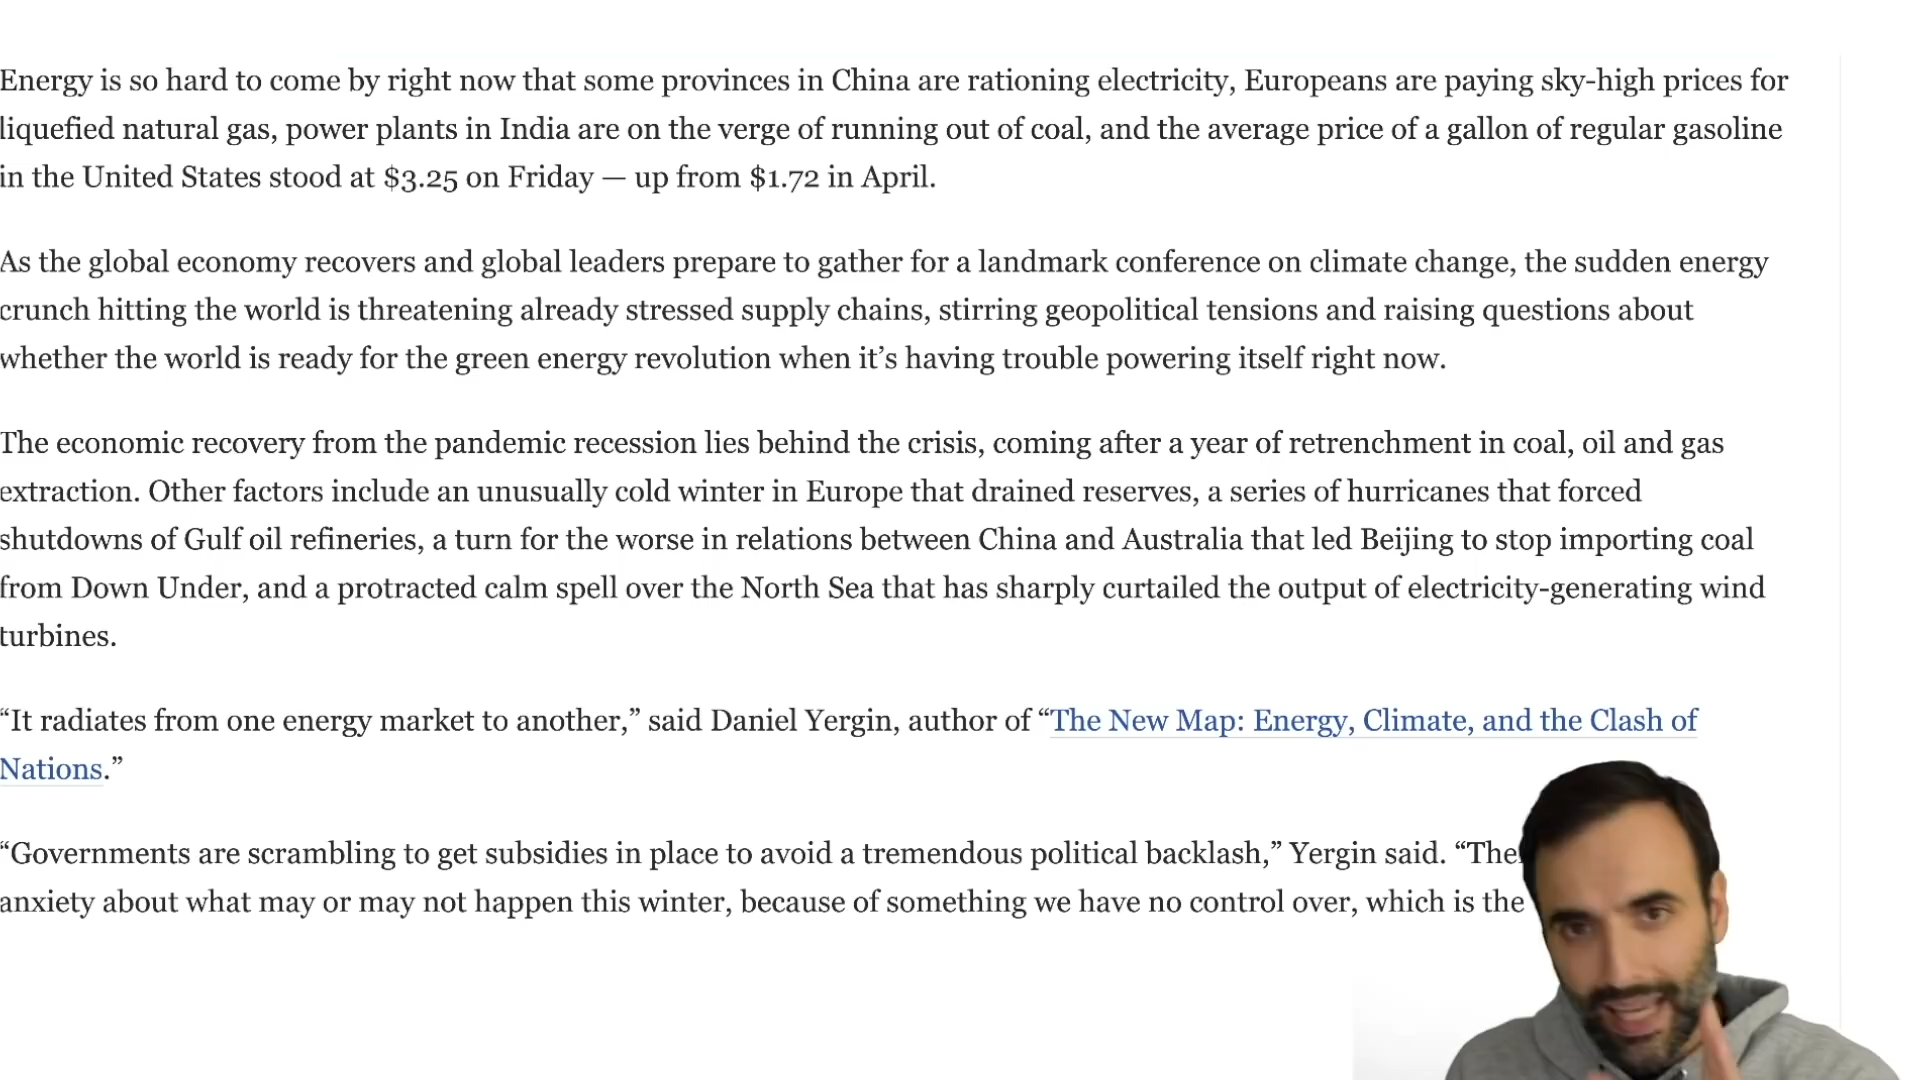 Energy is so hard to come by right now that some provinces in China are rationing electricity, Europeans are paying sky-high prices for
liquefied natural gas, power plants in India are on the verge of running out of coal, and the average price of a gallon of regular gasoline
in the United States stood at $3.25 on Friday — up from $1.72 in April.
As the global economy recovers and global leaders prepare to gather for a landmark conference on climate change, the sudden energy
crunch hitting the world is threatening already stressed supply chains, stirring geopolitical tensions and raising questions about
whether the world is ready for the green energy revolution when it’s having trouble powering itself right now.
The economic recovery from the pandemic recession lies behind the crisis, coming after a year of retrenchment in coal, oil and gas
extraction. Other factors include an unusually cold winter in Europe that drained reserves, a series of hurricanes that forced
shutdowns of Gulf oil refineries, a turn for the worse in relations between China and Australia that led Beijing to stop importing coal
from Down Under, and a protracted calm spell over the North Sea that has sharply curtailed the output of electricity-generating wind
turbines.
“It radiates from one energy market to another,” said Daniel Yergin, author of “The New Map: Energy, Climate, and the Clash of
Nations.”
“Governments are scrambling to get subsidies in place to avoid a tremendous political backlash,” Yergin said.
anxiety about what may or may not happen this winter, because of something we have no control over, which is the